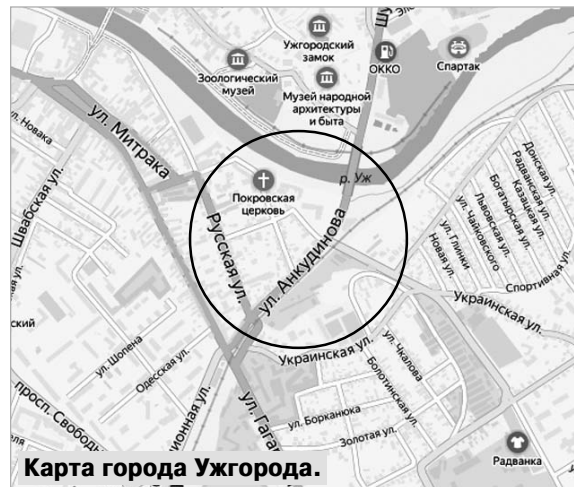 Ужгородский
замок
ОККО
Спартак
Зоологический
музей
Музей народной
архитектуры
и быта
ул. Митрака
ул. Новака
Швабская ул.
Покровская
церковь
р. Уж
Русская ул.
ул. Анкудинова
Донская ул.
Радванская ул.
Казацкая ул.
Богатырская ул.
Львовская ул.
ул. Чайковского
ул. Глинки
Новая ул.
Спортивная ул.
Украинская ул.
Украинская ул.
ул. Чкалова
Болотинская ул.
ул. Шопена
Одесская ул.
ул. Борканюка
Золотая ул.
Радванка
Карта города Ужгорода.